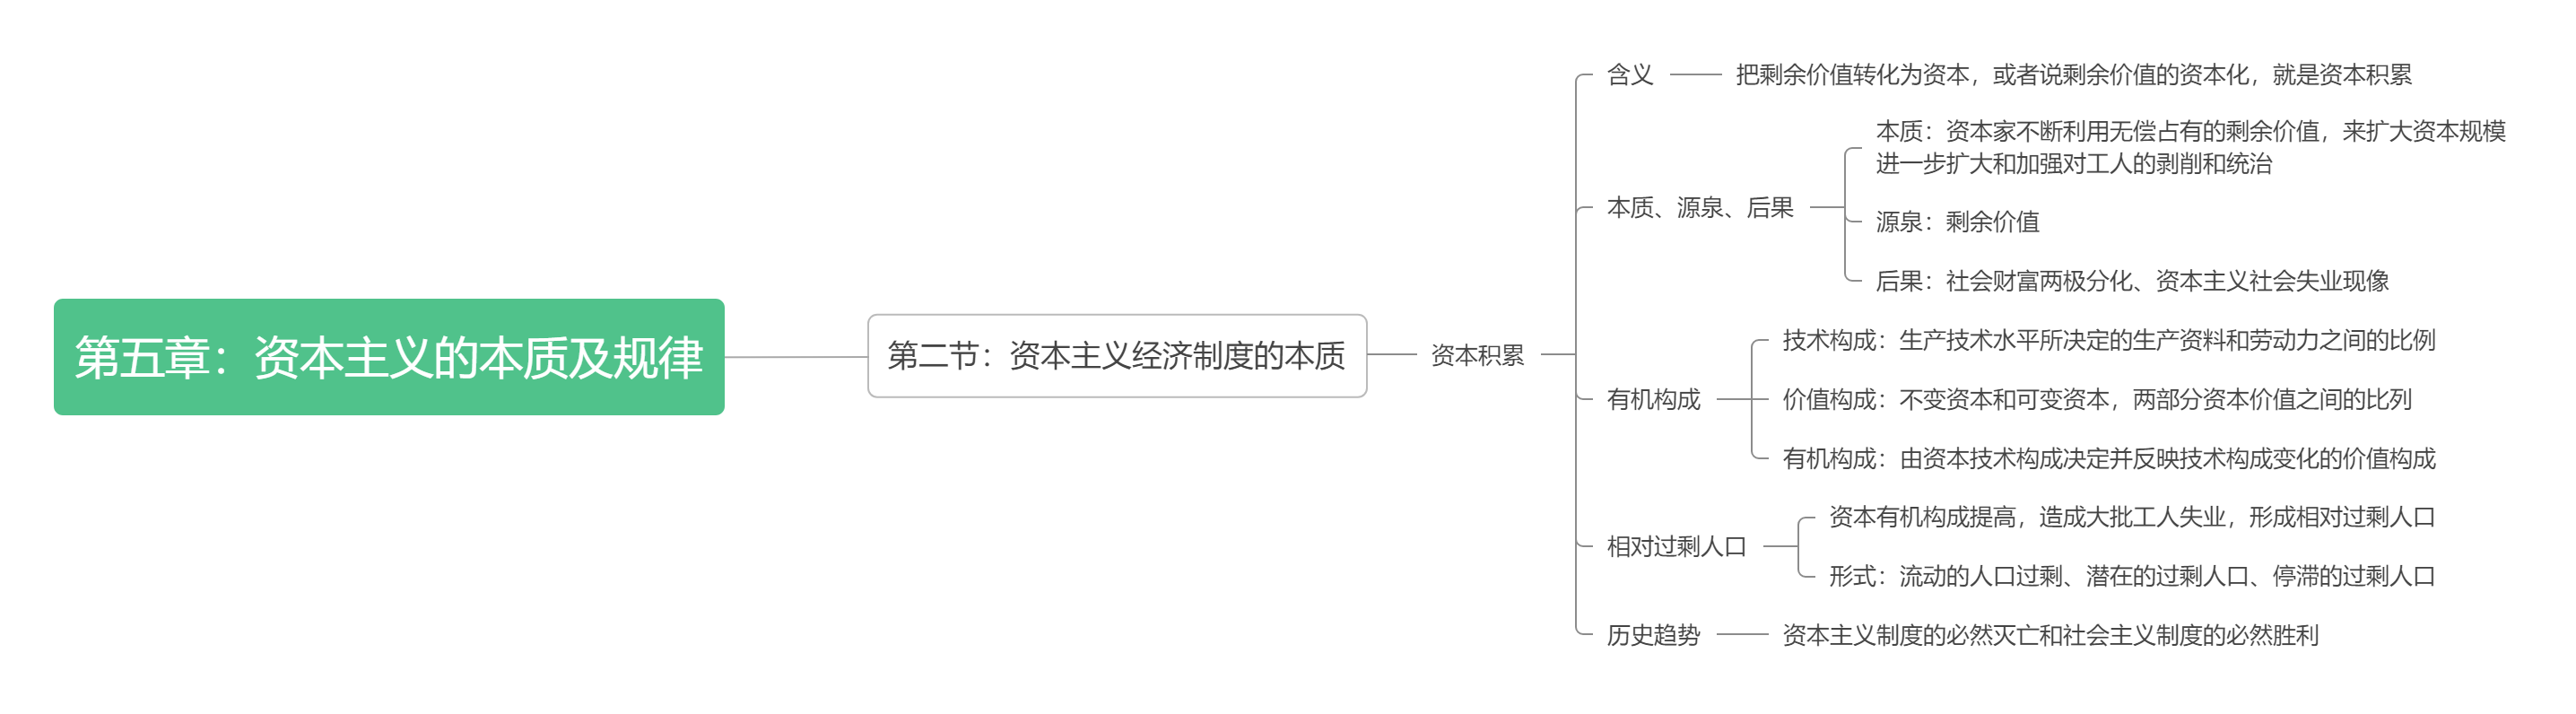 第五章：资本主义的本质及规律
第二节：资本主义经济制度的本质
资本积累
含义
把剩余价值转化为资本，或者说剩余价值的资本化，就是资本积累
本质、源泉、后果
本质：资本家不断利用无偿占有的剩余价值，来扩大资本规模
进一步扩大和加强对工人的剥削和统治
源泉：剩余价值
后果：社会财富两极分化、资本主义社会失业现像
有机构成
技术构成：生产技术水平所决定的生产资料和劳动力之间的比例
价值构成：不变资本和可变资本，两部分资本价值之间的比列
有机构成：由资本技术构成决定并反映技术构成变化的价值构成
相对过剩人口
资本有机构成提高，造成大批工人失业，形成相对过剩人口
形式：流动的人口过剩、潜在的过剩人口、停滞的过剩人口
历史趋势
资本主义制度的必然灭亡和社会主义制度的必然胜利